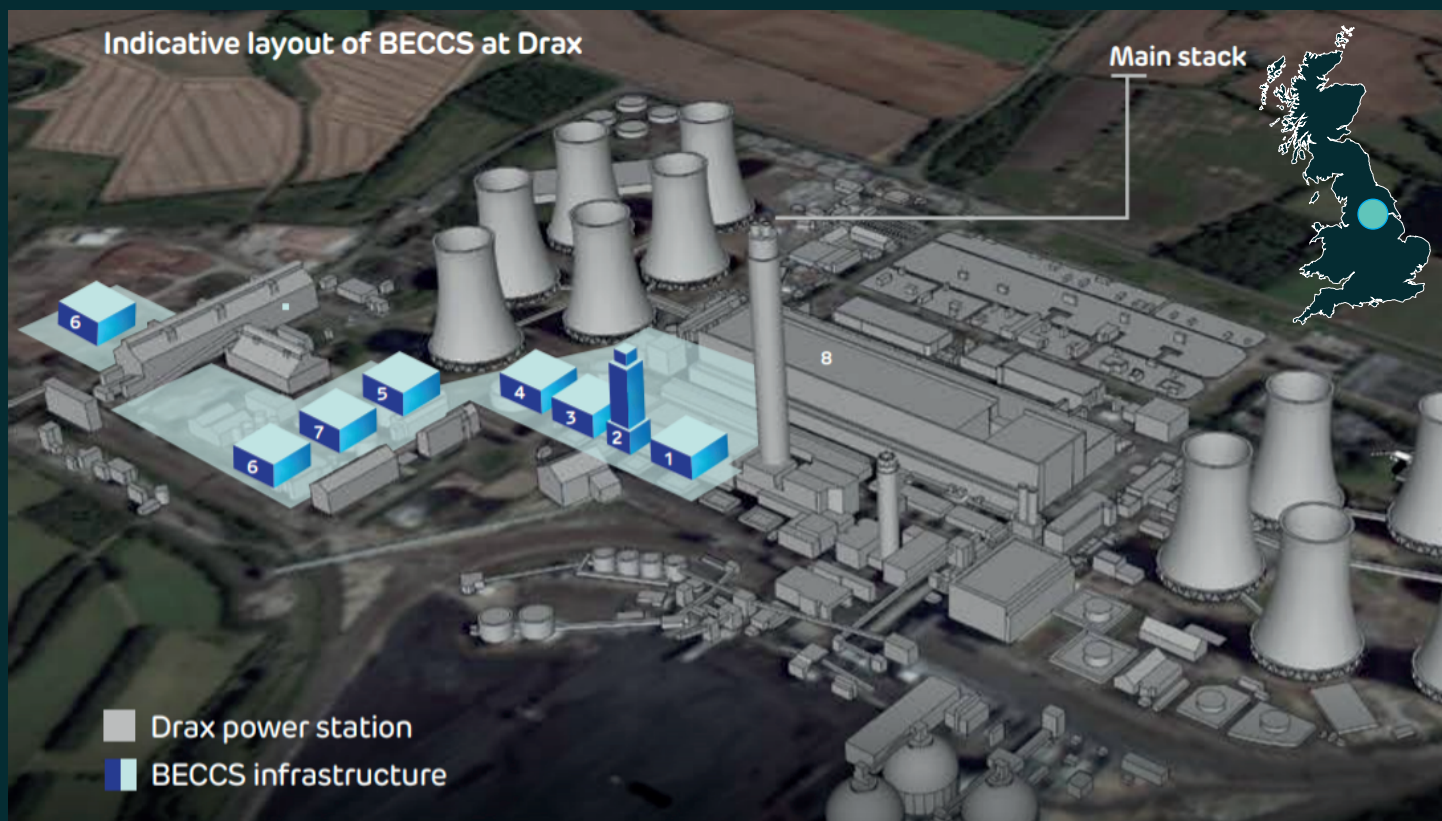 Indicative layout of BECCS at Drax
Main stack
8
6
5
4
3
7
2
1
6
Drax power station
BECCS infrastructure